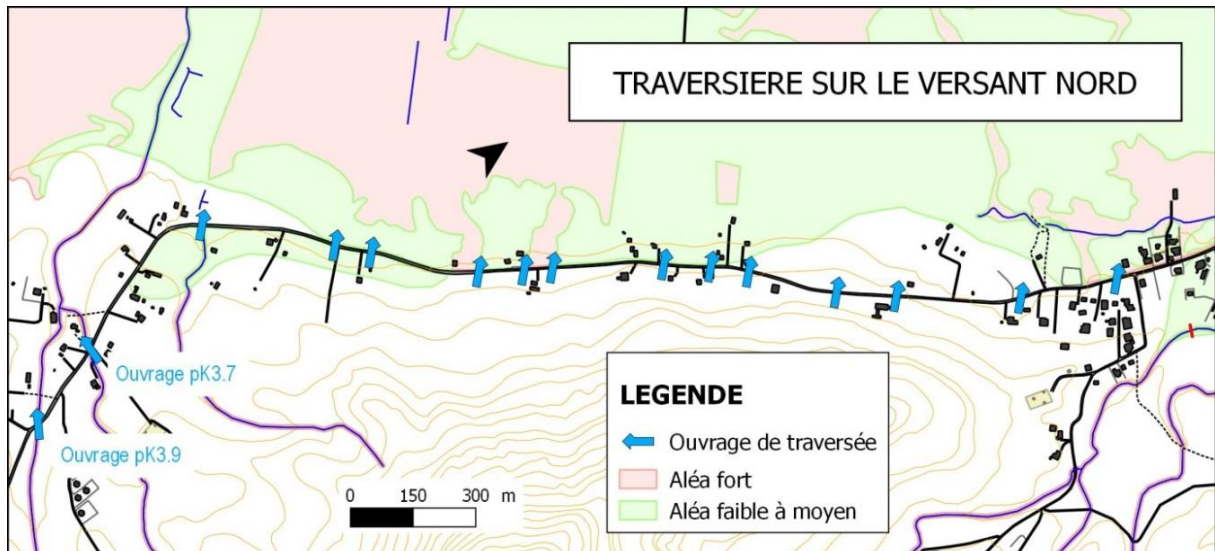 TRAVERSIERE SUR LE VERSANT NORD
Ouvrage pK3.7
Ouvrage pK3.9
0 150 300 m
LEGENDE
Ouvrage de traversée
Aléa fort
Aléa faible à moyen